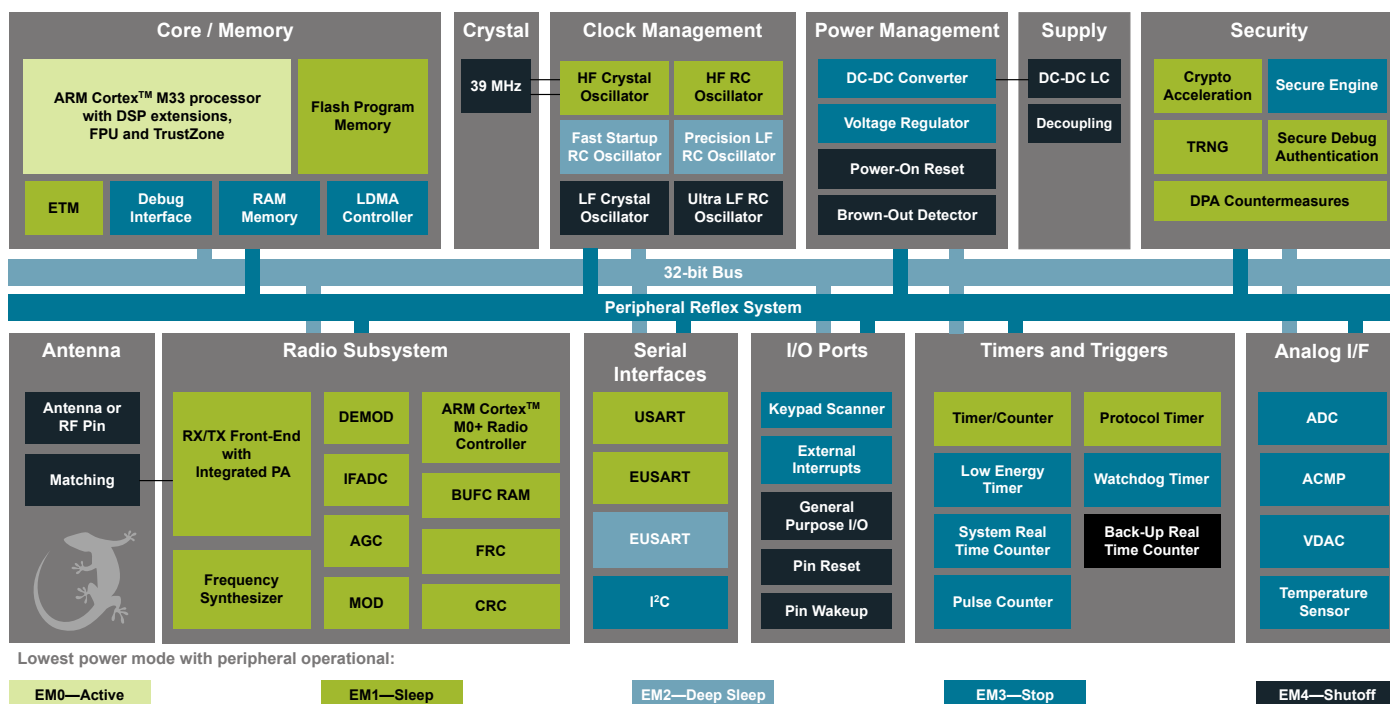 Core / Memory
ARM Cortex™ M33 processor
with DSP extensions,
FPU and TrustZone
Flash Program
Memory
ETM
Debug
Interface
RAM
Memory
LDMA
Controller
Crystal
39 MHz
Clock Management
HF Crystal
Oscillator
HF RC
Oscillator
Fast Startup
RC Oscillator
Precision LF
RC Oscillator
LF Crystal
Oscillator
Ultra LF RC
Oscillator
Power Management
DC-DC Converter
Voltage Regulator
Power-On Reset
Brown-Out Detector
Supply
DC-DC LC
Decoupling
Security
Crypto
Acceleration
Secure Engine
TRNG
Secure Debug
Authentication
DPA Countermeasures
32-bit Bus
Peripheral Reflex System
Antenna
Antenna or
RF Pin
Matching
Radio Subsystem
RX/TX Front-End
with
Integrated PA
Frequency
Synthesizer
DEMOD
IFADC
AGC
MOD
ARM Cortex™
M0+ Radio
Controller
BUFC RAM
FRC
CRC
Serial
Interfaces
USART
EUSART
EUSART
I²C
I/O Ports
Keypad Scanner
External
Interrupts
General
Purpose I/O
Pin Reset
Pin Wakeup
Timers and Triggers
Timer/Counter
Protocol Timer
Low Energy
Timer
Watchdog Timer
System Real
Time Counter
Back-Up Real
Time Counter
Pulse Counter
Analog I/F
ADC
ACMP
VDAC
Temperature
Sensor
Lowest power mode with peripheral operational:
EM0—Active
EM1—Sleep
EM2—Deep Sleep
EM3—Stop
EM4—Shutoff